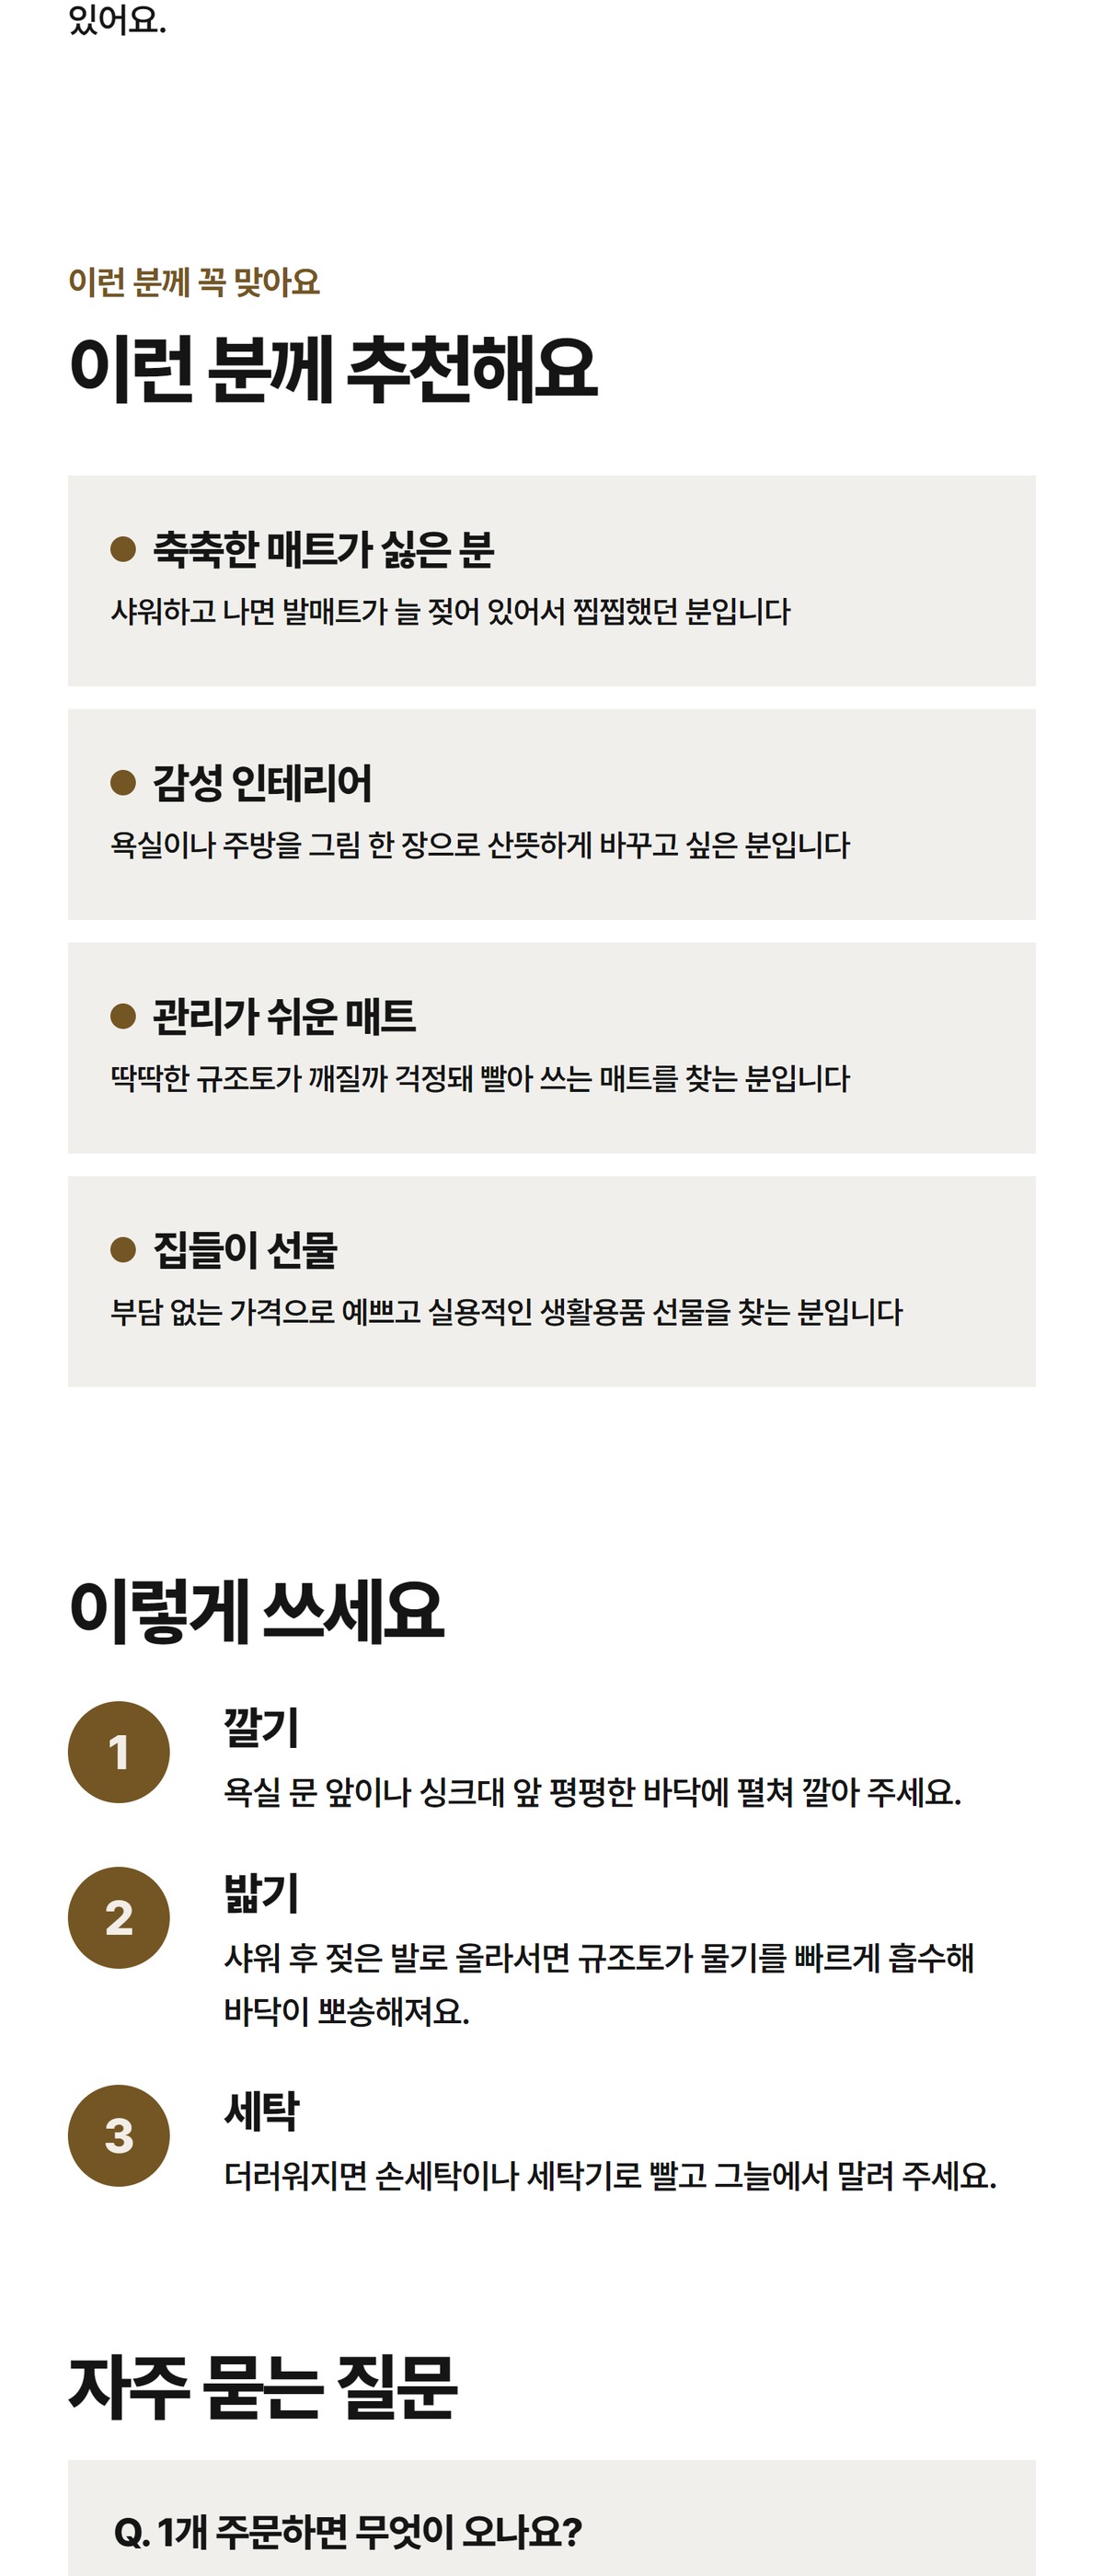 있어요.
이런 분께 꼭 맞아요
이런 분께 추천해요
축축한 매트가 싫은 분
샤워하고 나면 발매트가 늘 젖어 있어서 찝찝했던 분입니다
감성 인테리어
욕실이나 주방을 그림 한 장으로 산뜻하게 바꾸고 싶은 분입니다
관리가 쉬운 매트
딱딱한 규조토가 깨질까 걱정돼 빨아 쓰는 매트를 찾는 분입니다
집들이 선물
부담 없는 가격으로 예쁘고 실용적인 생활용품 선물을 찾는 분입니다
이렇게 쓰세요
1
깔기
욕실 문 앞이나 싱크대 앞 평평한 바닥에 펼쳐 깔아 주세요.
2
밟기
샤워 후 젖은 발로 올라서면 규조토가 물기를 빠르게 흡수해
바닥이 뽀송해져요.
3
세탁
더러워지면 손세탁이나 세탁기로 빨고 그늘에서 말려 주세요.
자주 묻는 질문
Q. 1개 주문하면 무엇이 오나요?